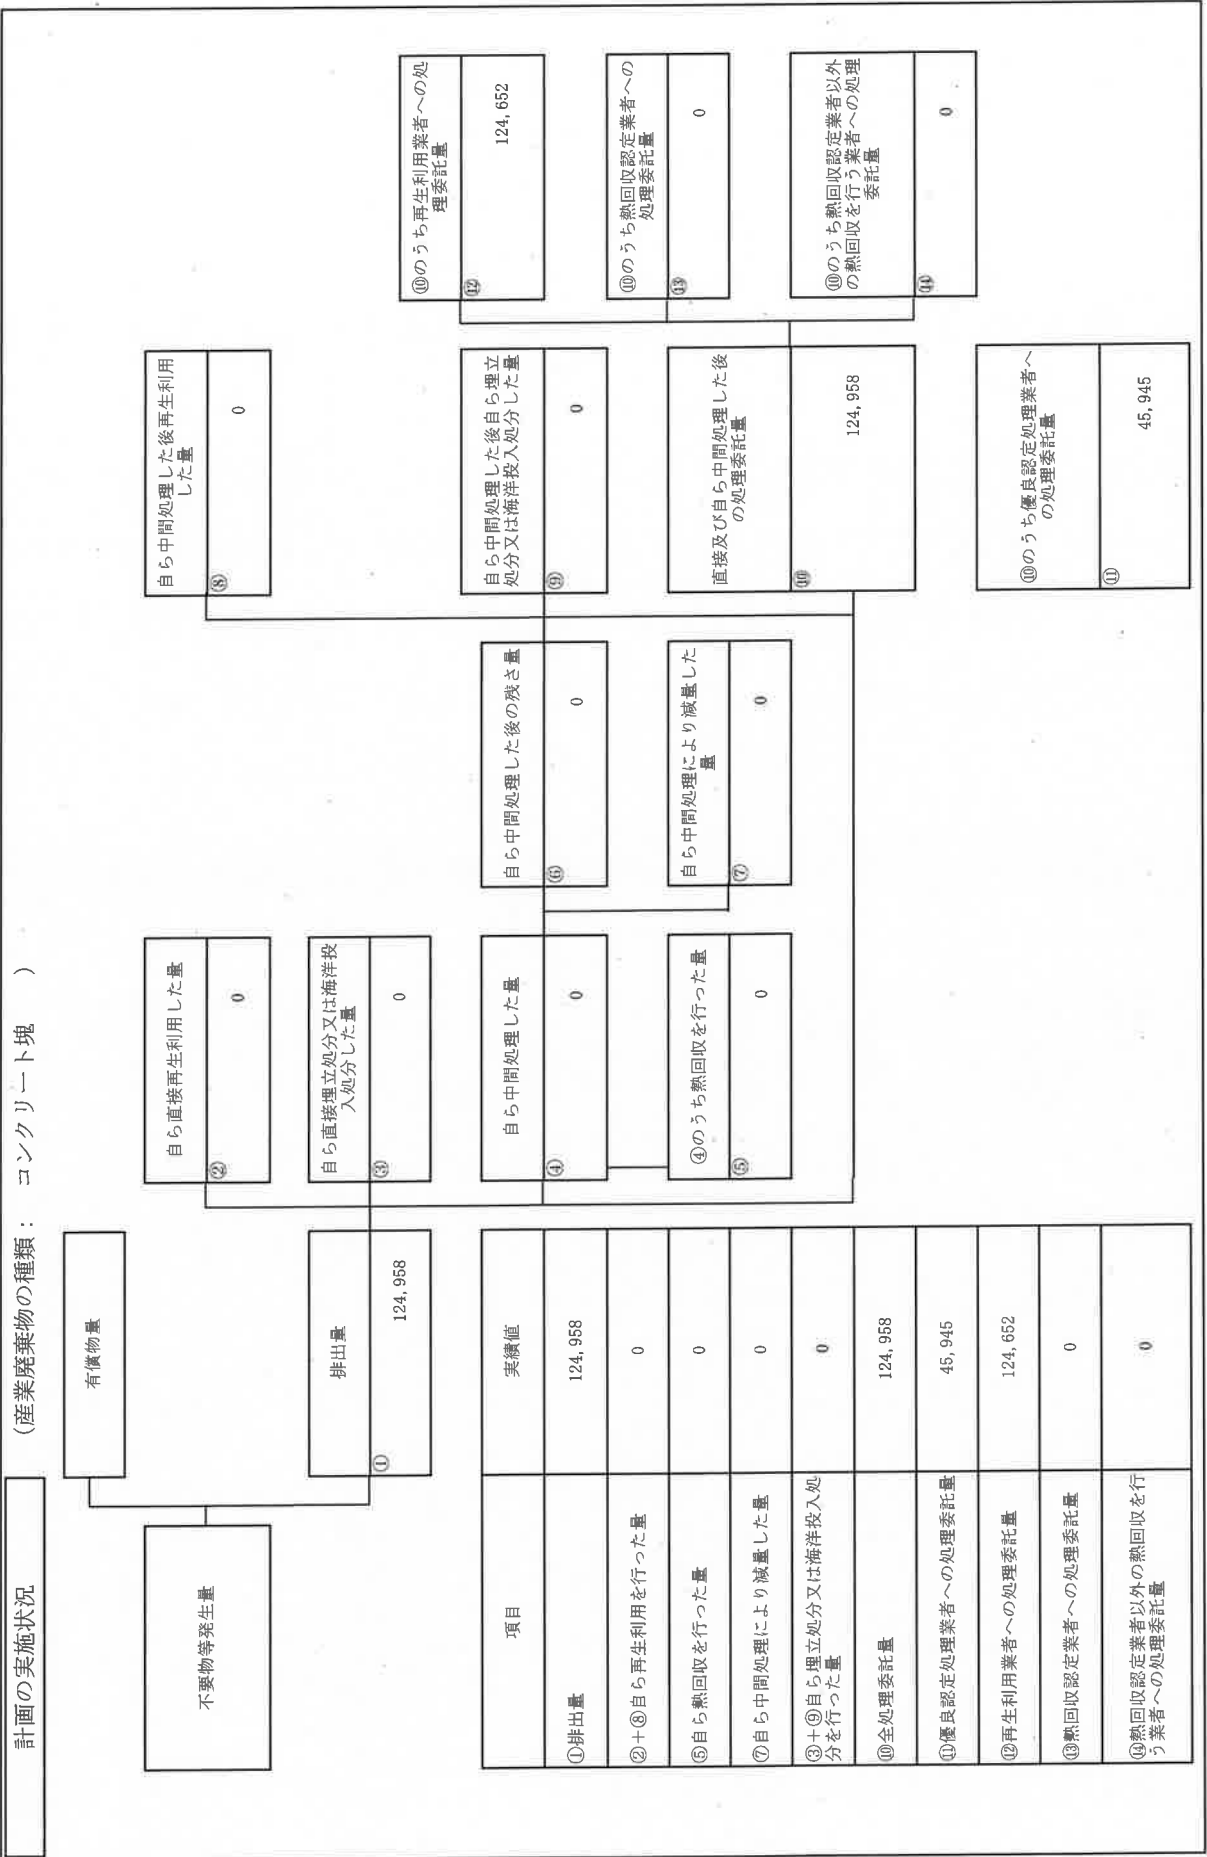 計画の実施状況
（産業廃棄物の種類： コンクリート塊 ）
不要物等発生量
有償物量
排出量
①
124,958
自ら直接再生利用した量
②
0
自ら直接埋立処分又は海洋投
入処分した量
③
0
自ら中間処理した量
④
0
④のうち熱回収を行った量
⑤
0
自ら中間処理した後の残さ量
⑥
0
自ら中間処理により減量した
量
⑦
0
自ら中間処理した後再生利用
した量
⑧
0
自ら中間処理した後自ら埋立
処分又は海洋投入処分した量
⑨
0
直接及び自ら中間処理した後
の処理委託量
⑩
124,958
⑩のうち優良認定処理業者へ
の処理委託量
⑪
45,945
⑩のうち再生利用業者への処
理委託量
⑫
124,652
⑩のうち熱回収認定業者への
処理委託量
⑬
0
⑩のうち熱回収認定業者以外
の熱回収を行う業者への処理
委託量
⑭
0
項目 実績値
①排出量 124,958
②＋⑧自ら再生利用を行った量 0
⑤自ら熱回収を行った量 0
⑦自ら中間処理により減量した量 0
③＋⑨自ら埋立処分又は海洋投入処
分を行った量 0
⑩全処理委託量 124,958
⑪優良認定処理業者への処理委託量 45,945
⑫再生利用業者への処理委託量 124,652
⑬熱回収認定業者への処理委託量 0
⑭熱回収認定業者以外の熱回収を行
う業者への処理委託量 0